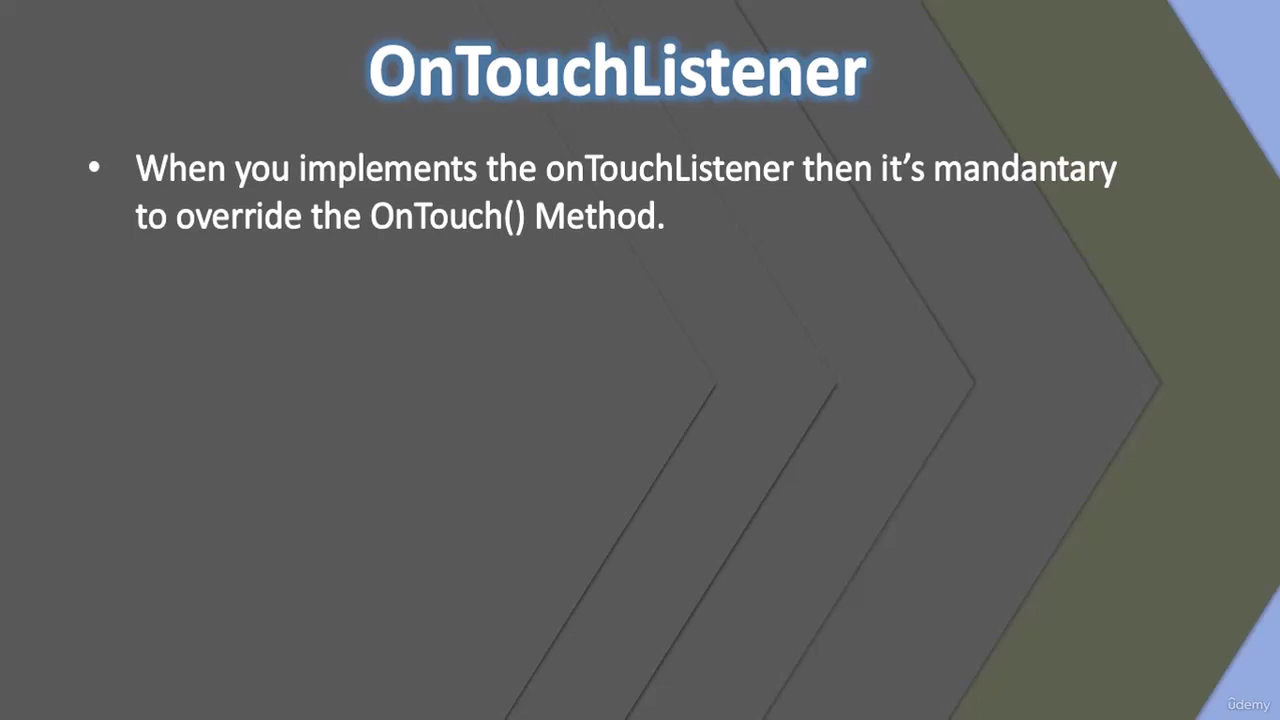 OnTouchListener
• When you implements the onTouchListener then it's mandantary
to override the OnTouch() Method.
ûdemy